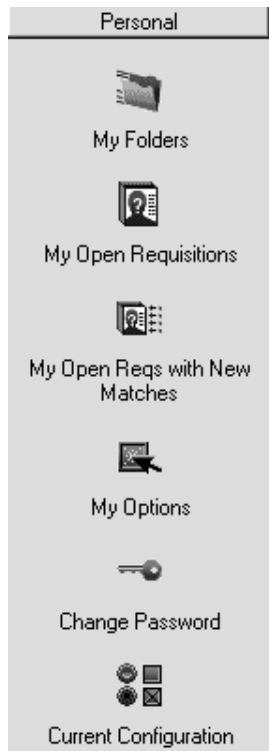 Personal
My Folders
My Open Requisitions
My Open Reqs with New
Matches
My Options
Change Password
Current Configuration